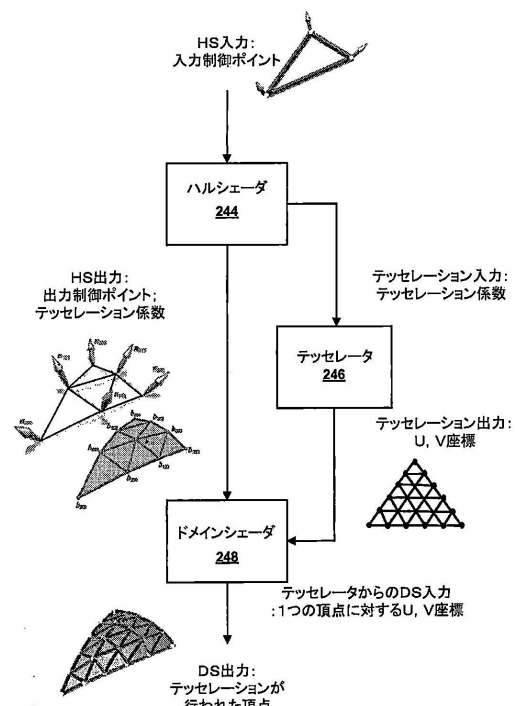 HS入力:
入力制御ポイント
ハルシェーダ
244
HS出力:
出力制御ポイント;
テッセレーション係数
テッセレーション入力:
テッセレーション係数
テッセレータ
246
テッセレーション出力:
U, V座標
ドメインシェーダ
248
テッセレータからのDS入力
:1つの頂点に対するU, V座標
DS出力:
テッセレーションが
行われた頂点